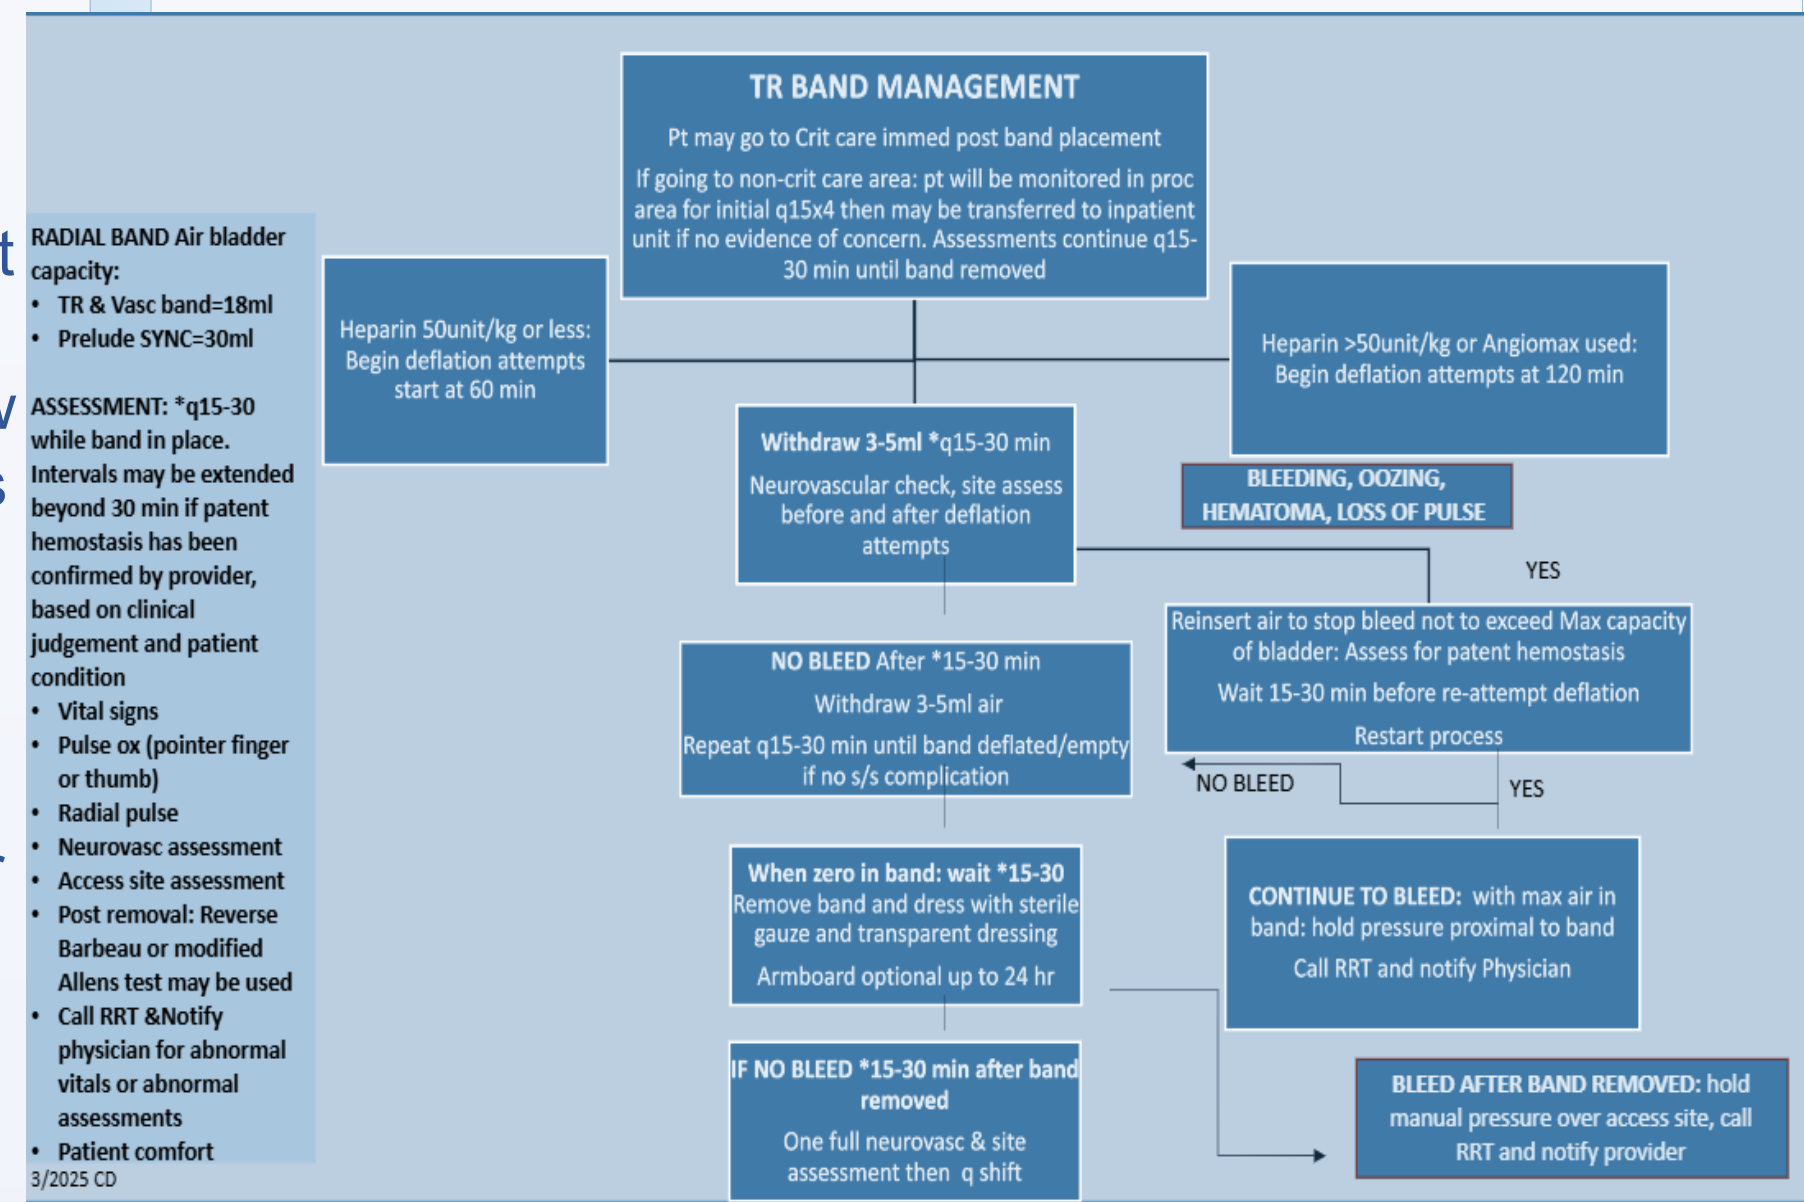 TR BAND MANAGEMENT
Pt may go to Crit care immed post band placement
If going to non-crit care area: pt will be monitored in proc
area for initial q15x4 then may be transferred to inpatient
unit if no evidence of concern. Assessments continue q15-
30 min until band removed
RADIAL BAND Air bladder
capacity:
• TR & Vasc band=18ml
• Prelude SYNC=30ml
ASSESSMENT: *q15-30
while band in place.
Intervals may be extended
beyond 30 min if patent
hemostasis has been
confirmed by provider,
based on clinical
judgement and patient
condition
• Vital signs
• Pulse ox (pointer finger
or thumb)
• Radial pulse
• Neurovasc assessment
• Access site assessment
• Post removal: Reverse
Barbeau or modified
Allens test may be used
• Call RRT &Notify
physician for abnormal
vitals or abnormal
assessments
• Patient comfort
3/2025 CD
Heparin 50unit/kg or less:
Begin deflation attempts
start at 60 min
Heparin >50unit/kg or Angiomax used:
Begin deflation attempts at 120 min
Withdraw 3-5ml *q15-30 min
Neurovascular check, site assess
before and after deflation
attempts
BLEEDING, OOZING,
HEMATOMA, LOSS OF PULSE
YES
Reinsert air to stop bleed not to exceed Max capacity
of bladder: Assess for patent hemostasis
Wait 15-30 min before re-attempt deflation
Restart process
NO BLEED
YES
NO BLEED After *15-30 min
Withdraw 3-5ml air
Repeat q15-30 min until band deflated/empty
if no s/s complication
When zero in band: wait *15-30
Remove band and dress with sterile
gauze and transparent dressing
Armboard optional up to 24 hr
CONTINUE TO BLEED: with max air in
band: hold pressure proximal to band
Call RRT and notify Physician
IF NO BLEED *15-30 min after band
removed
One full neurovasc & site
assessment then q shift
BLEED AFTER BAND REMOVED: hold
manual pressure over access site, call
RRT and notify provider